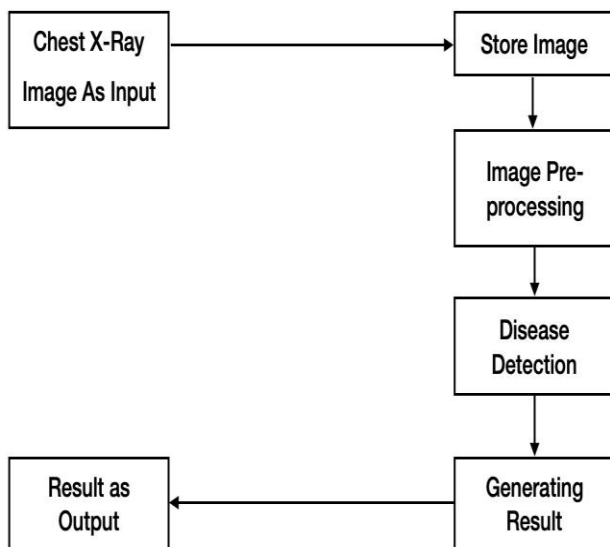 Chest X-Ray
Image As Input
Store Image
Image Pre-
processing
Disease
Detection
Generating
Result
Result as
Output